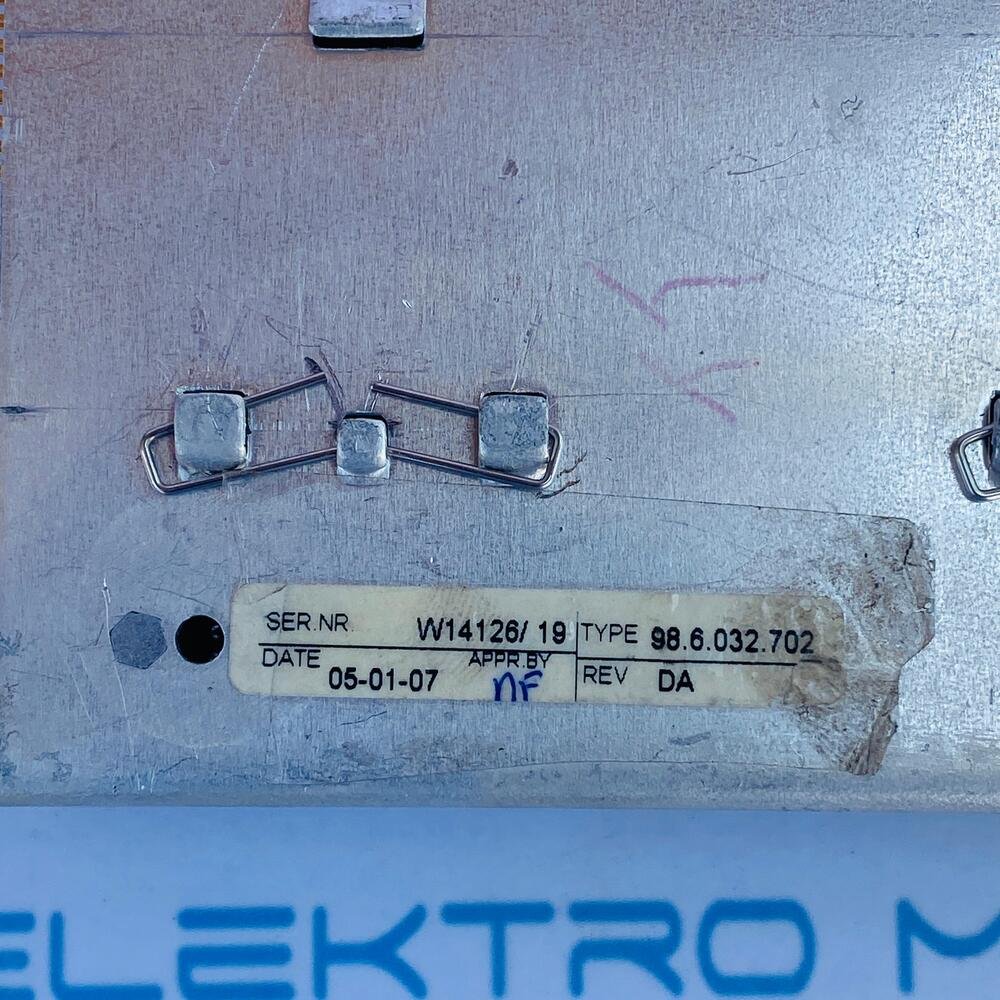 SER.NR. W14126/ 19 TYPE 98.6.032.702
DATE 05-01-07 APPR.BY NF REV DA
ELEKTRO M